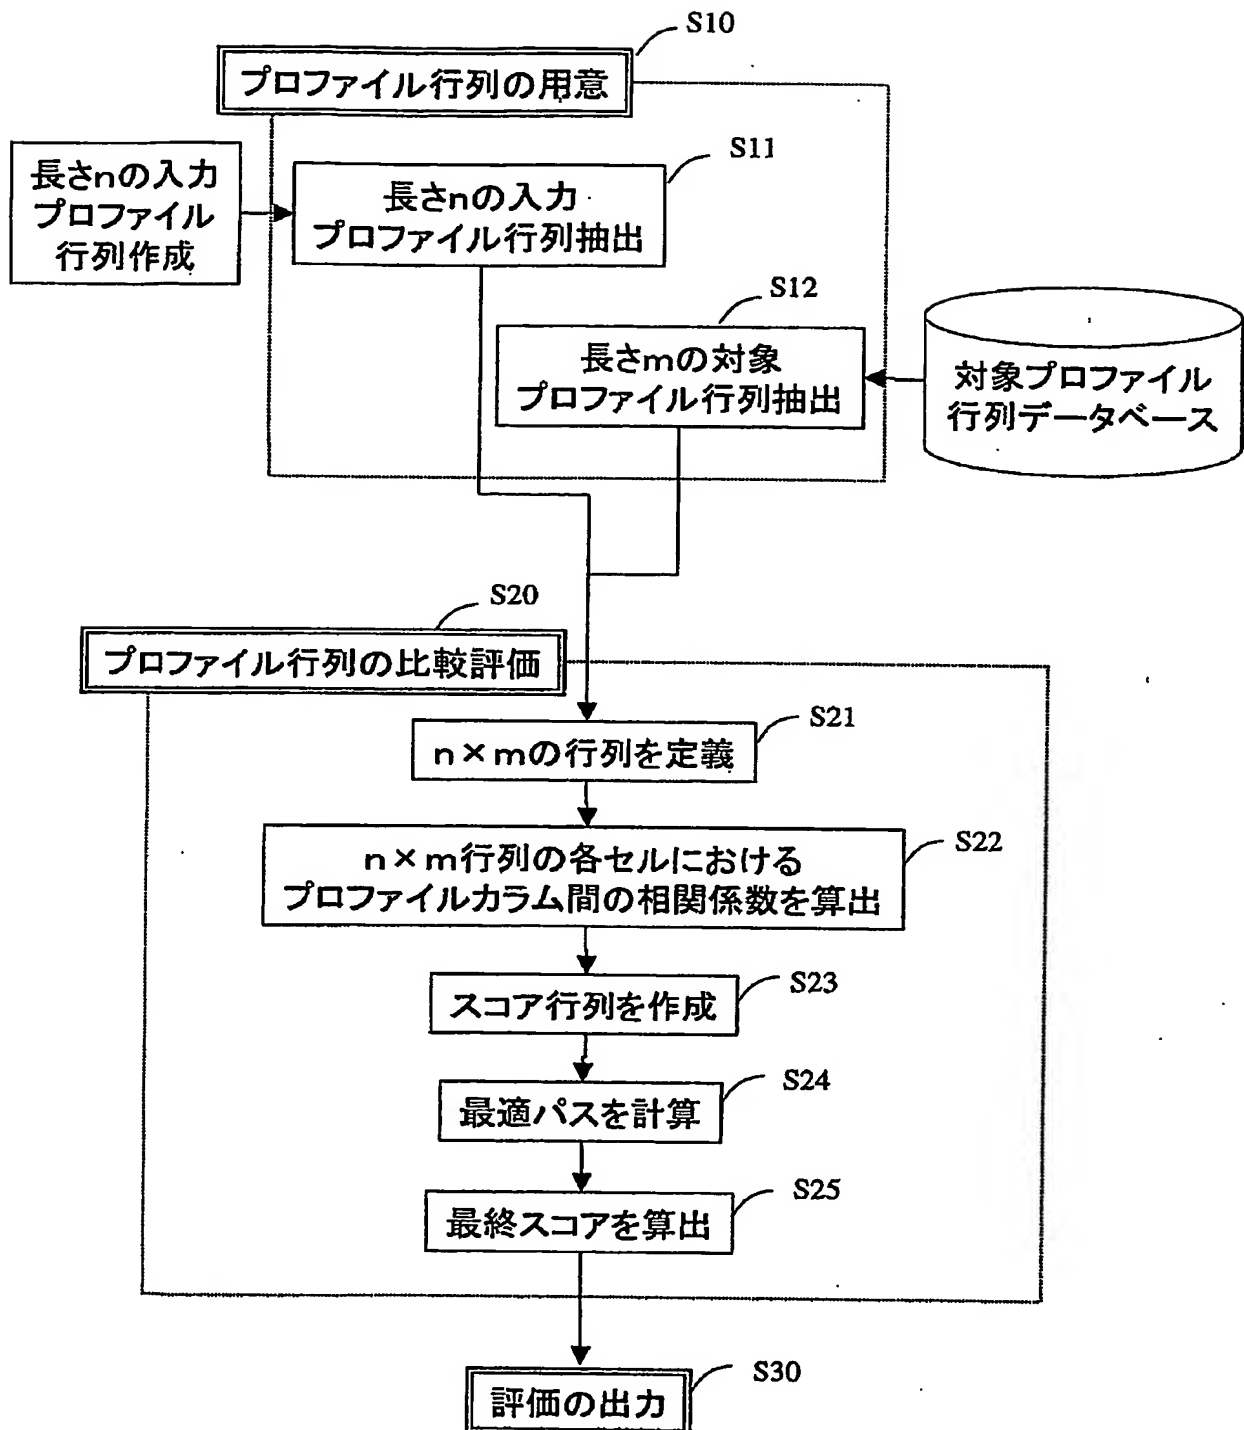 S10
プロファイル行列の用意
S11
長さnの入力
プロファイル
行列作成
長さnの入力
プロファイル行列抽出
S12
長さmの対象
プロファイル行列抽出
対象プロファイル
行列データベース
S20
プロファイル行列の比較評価
S21
n×mの行列を定義
S22
n×m行列の各セルにおける
プロファイルカラム間の相関係数を算出
S23
スコア行列を作成
S24
最適パスを計算
S25
最終スコアを算出
S30
評価の出力